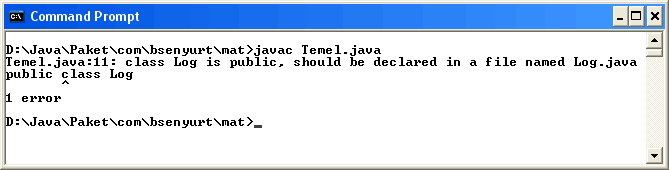 Command Prompt
D:\Java\Paket\com\bsenyurt\mat>javac Temel.java
Temel.java:11: class Log is public, should be declared in a file named Log.java
public class Log
^
1 error
D:\Java\Paket\com\bsenyurt\mat>_